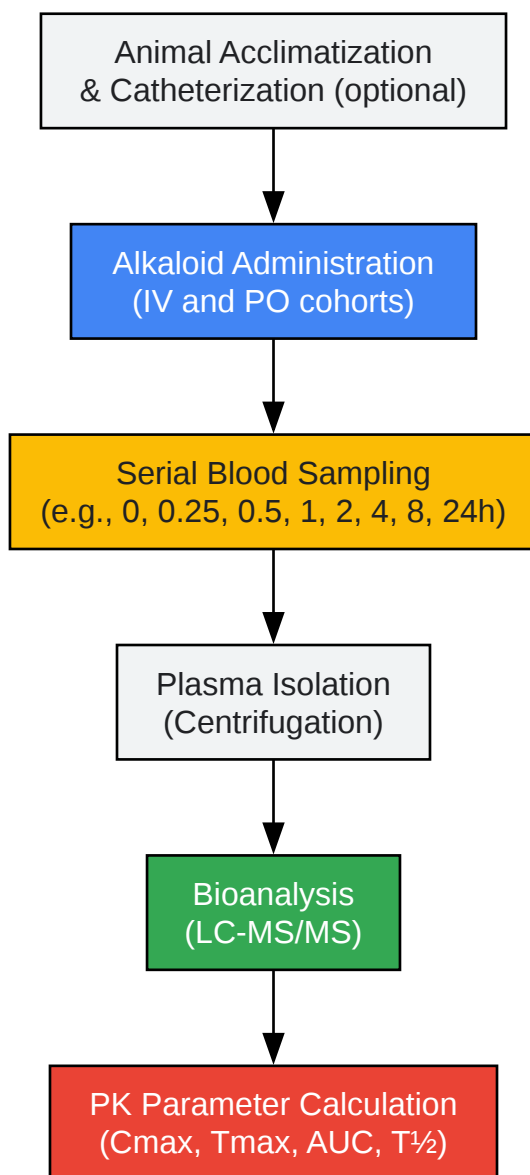 Animal Acclimatization
& Catheterization (optional)
Alkaloid Administration
(IV and PO cohorts)
Serial Blood Sampling
(e.g., 0, 0.25, 0.5, 1, 2, 4, 8, 24h)
Plasma Isolation
(Centrifugation)
Bioanalysis
(LC-MS/MS)
PK Parameter Calculation
(Cmax, Tmax, AUC, T½)